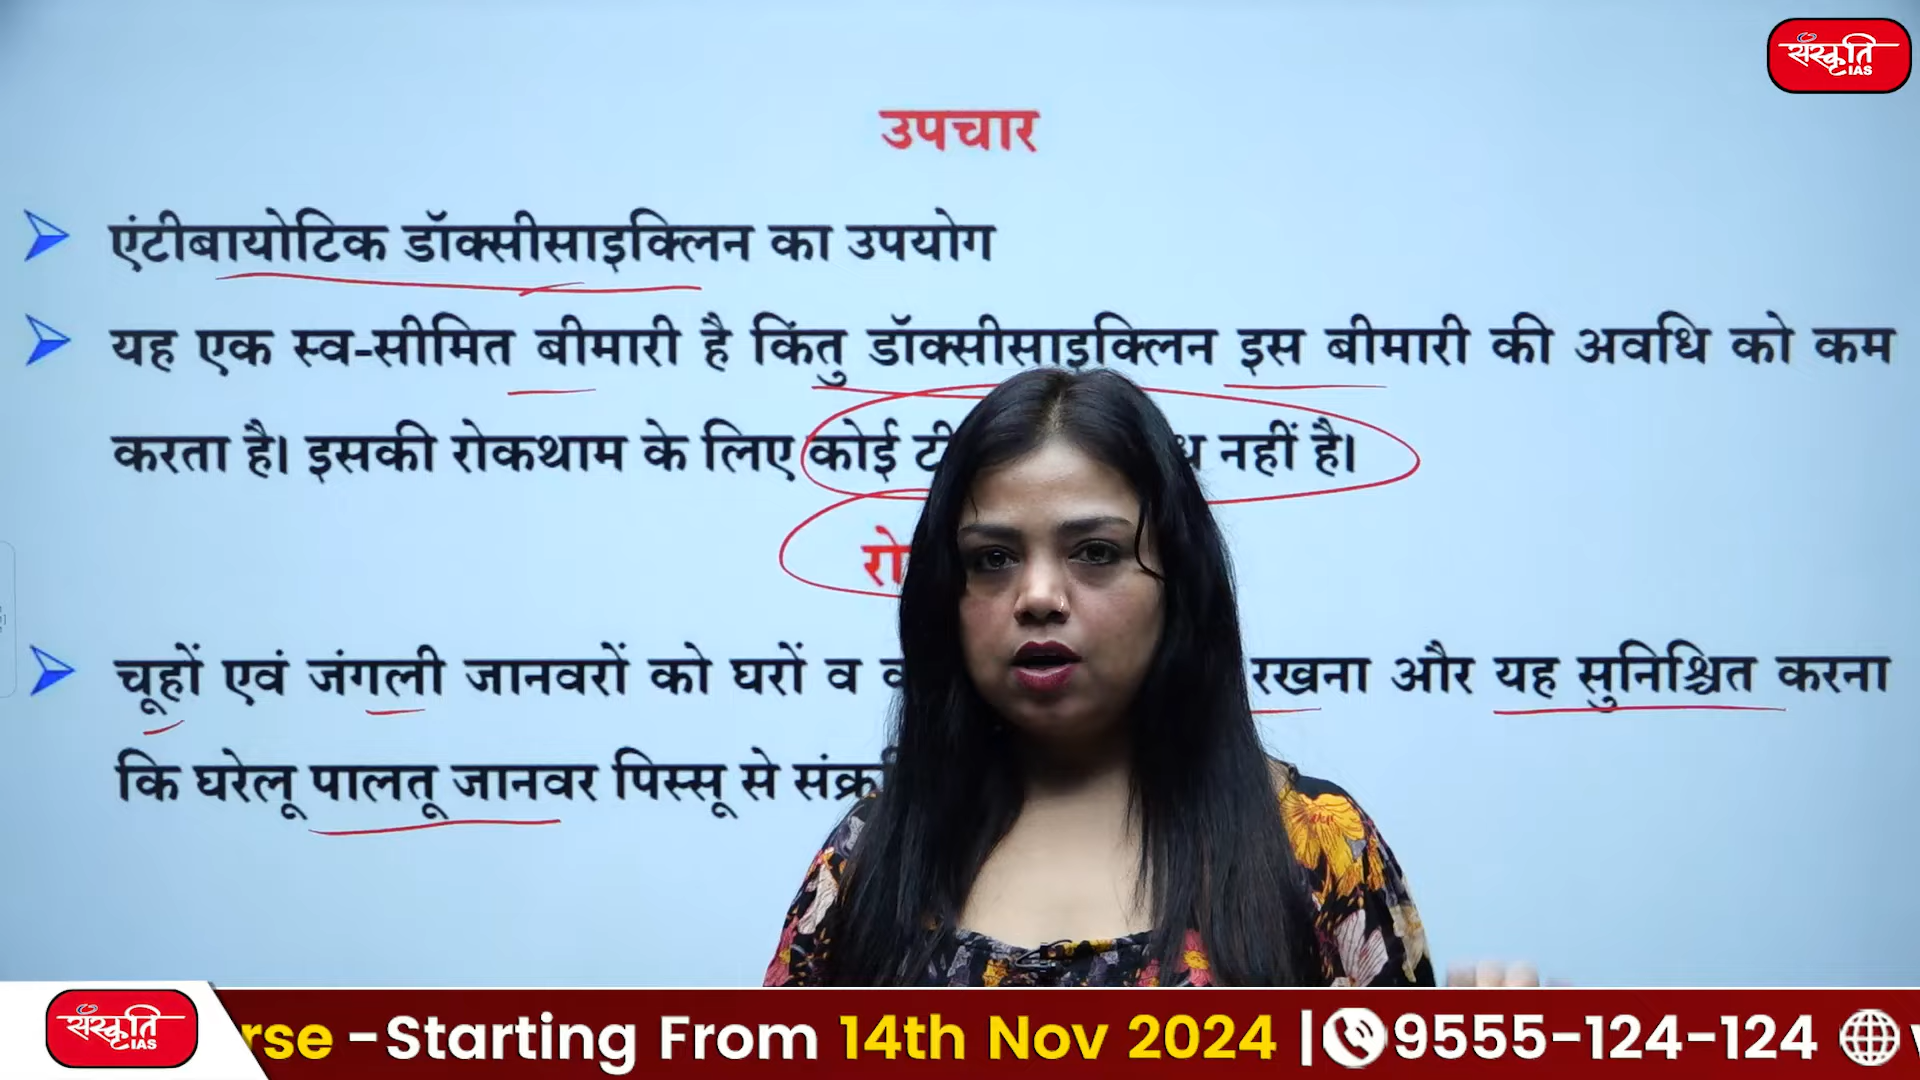 संस्कृति
IAS
उपचार
एंटीबायोटिक डॉक्सीसाइक्लिन का उपयोग
यह एक स्व-सीमित बीमारी है किंतु डॉक्सीसाइक्लिन इस बीमारी की अवधि को कम
करता है। इसकी रोकथाम के लिए कोई नहीं है।
चूहों एवं जंगली जानवरों को घरों व रखना और यह सुनिश्चित करना
कि घरेलू पालतू जानवर पिस्सू से
संस्कृति
IAS
rse - Starting From 14th Nov 2024 | 9555-124-124